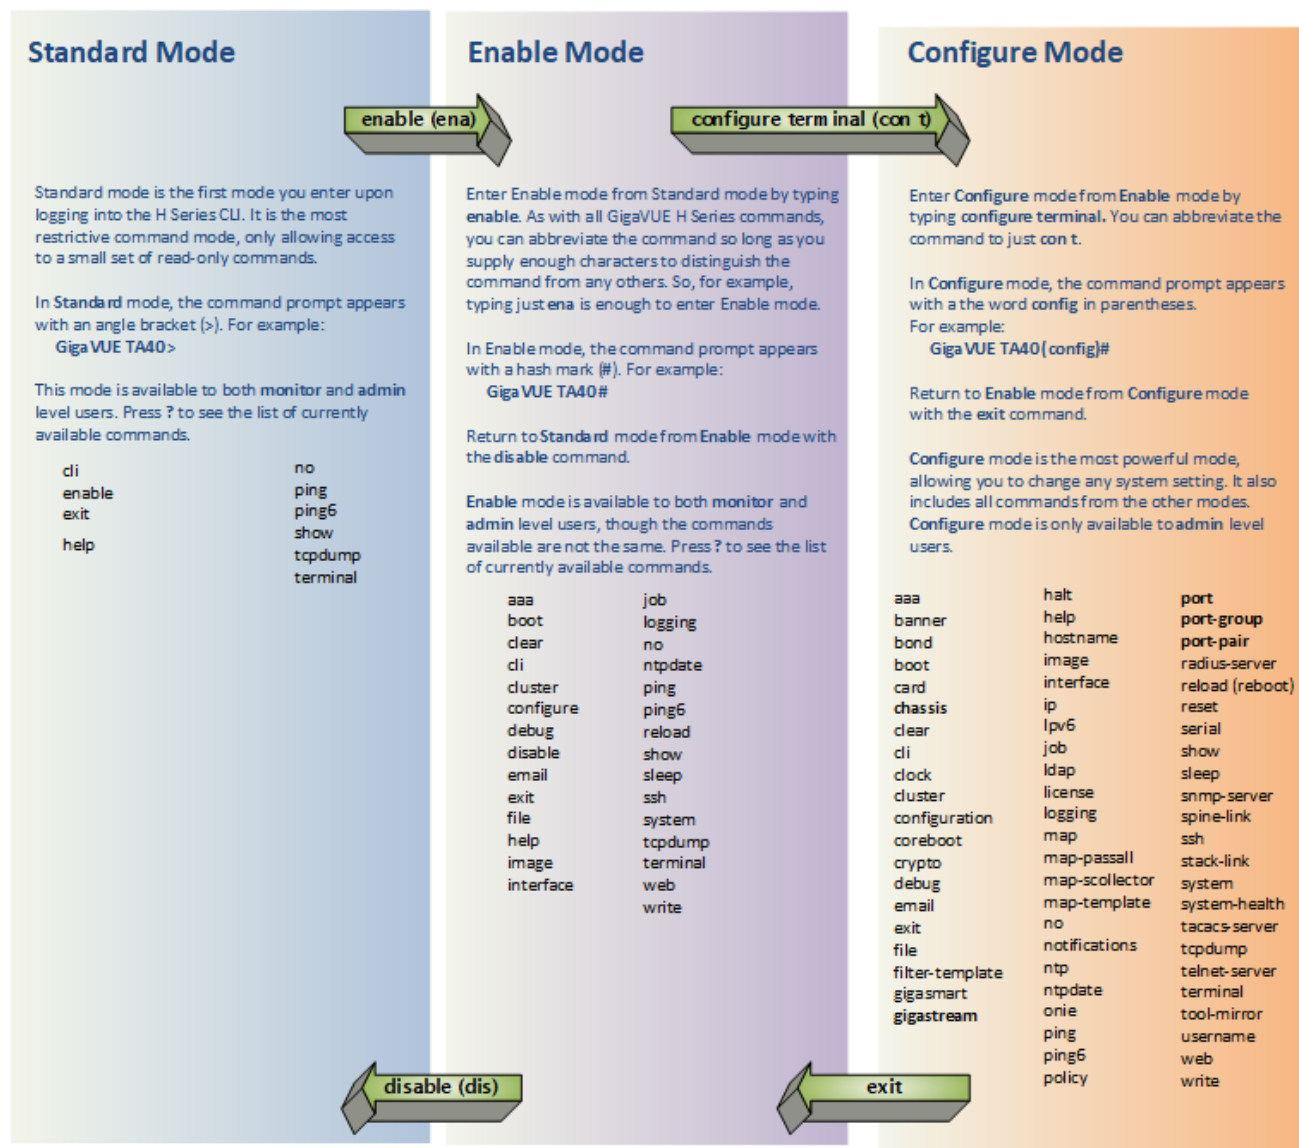 Standard Mode
enable (ena)
Standard mode is the first mode you enter upon
logging into the H Series CLI. It is the most
restrictive command mode, only allowing access
to a small set of read-only commands.
In Standard mode, the command prompt appears
with an angle bracket (>). For example:
GigaVUE TA40>
This mode is available to both monitor and admin
level users. Press ? to see the list of currently
available commands.
cli
enable
exit
help
no
ping
ping6
show
tcpdump
terminal
Enable Mode
configure terminal (con t)
Enter Enable mode from Standard mode by typing
enable. As with all GigaVUE H Series commands,
you can abbreviate the command so long as you
supply enough characters to distinguish the
command from any others. So, for example,
typing just ena is enough to enter Enable mode.
In Enable mode, the command prompt appears
with a hash mark (#). For example:
GigaVUE TA40#
Return to Standard mode from Enable mode with
the disable command.
Enable mode is available to both monitor and
admin level users, though the commands
available are not the same. Press ? to see the list
of currently available commands.
aaa
boot
clear
cli
cluster
configure
debug
disable
email
exit
file
help
image
interface
job
logging
no
ntpdate
ping
ping6
reload
show
sleep
ssh
system
tcpdump
terminal
web
write
disable (dis)
Configure Mode
Enter Configure mode from Enable mode by
typing configure terminal. You can abbreviate the
command to just con t.
In Configure mode, the command prompt appears
with a the word config in parentheses.
For example:
GigaVUE TA40(config)#
Return to Enable mode from Configure mode
with the exit command.
Configure mode is the most powerful mode,
allowing you to change any system setting. It also
includes all commands from the other modes.
Configure mode is only available to admin level
users.
aaa
banner
bond
boot
card
chassis
clear
cli
clock
cluster
configuration
coreboot
crypto
debug
email
exit
file
filter-template
gigasmart
gigastream
halt
help
hostname
image
interface
ip
Ipv6
job
ldap
license
logging
map
map-passall
map-scollector
map-template
no
notifications
ntp
ntpdate
onie
ping
ping6
policy
port
port-group
port-pair
radius-server
reload (reboot)
reset
serial
show
sleep
snmp-server
spine-link
ssh
stack-link
system
system-health
tacacs-server
tcpdump
telnet-server
terminal
tool-mirror
username
web
write
exit